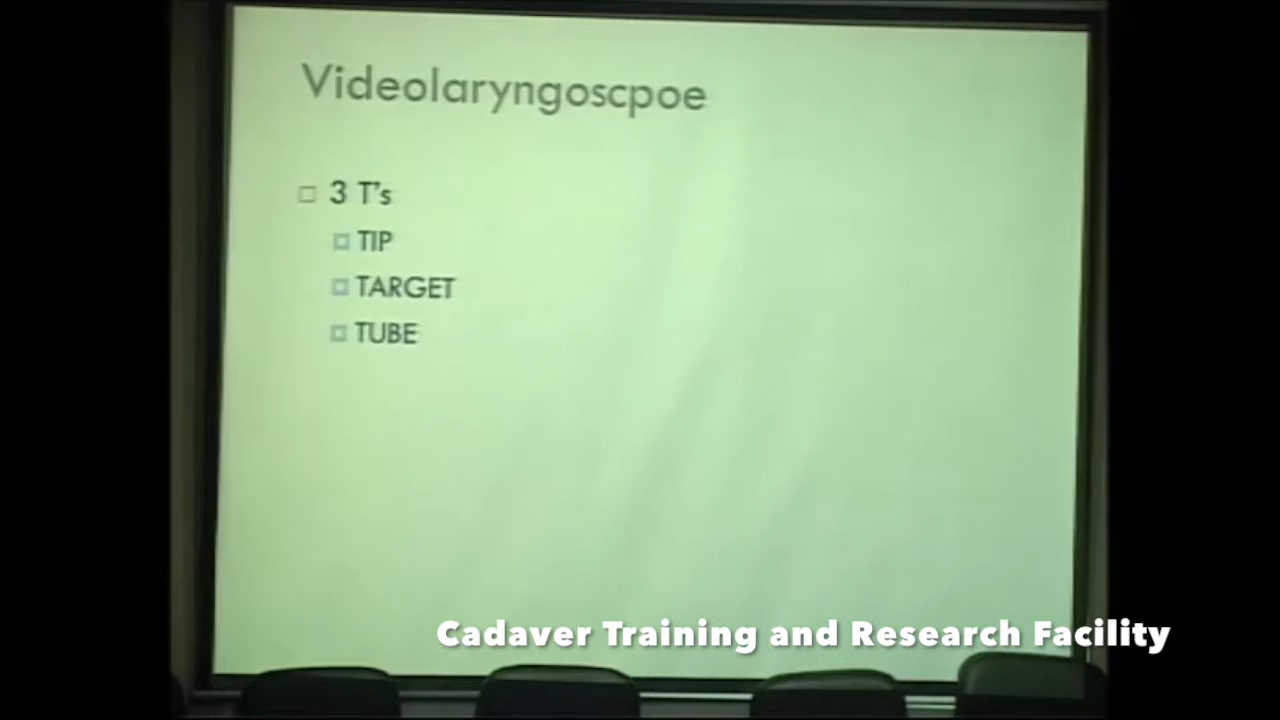 Videolaryngoscpoe
3 T's
TIP
TARGET
TUBE
Cadaver Training and Research Facility